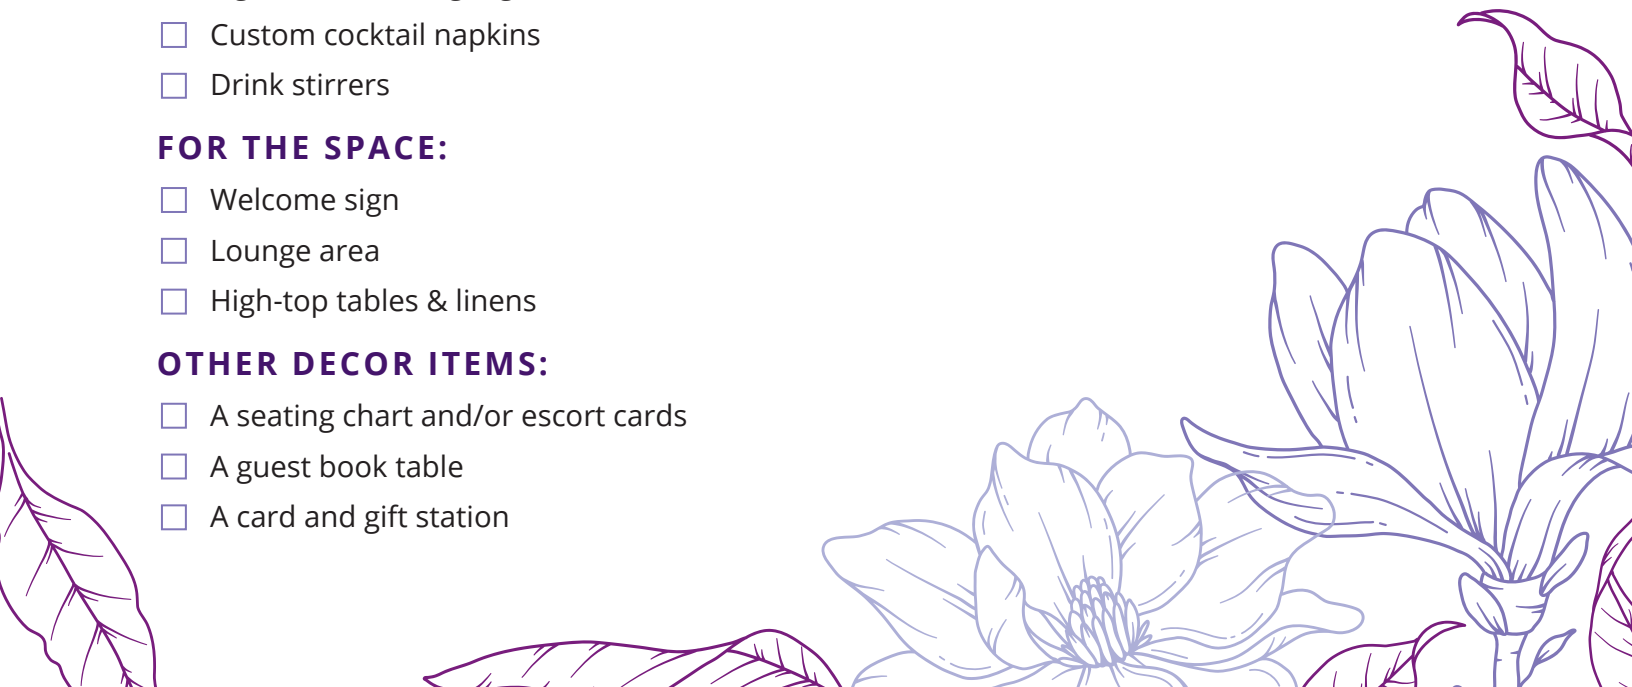 Custom cocktail napkins
Drink stirrers
FOR THE SPACE:
Welcome sign
Lounge area
High-top tables & linens
OTHER DECOR ITEMS:
A seating chart and/or escort cards
A guest book table
A card and gift station